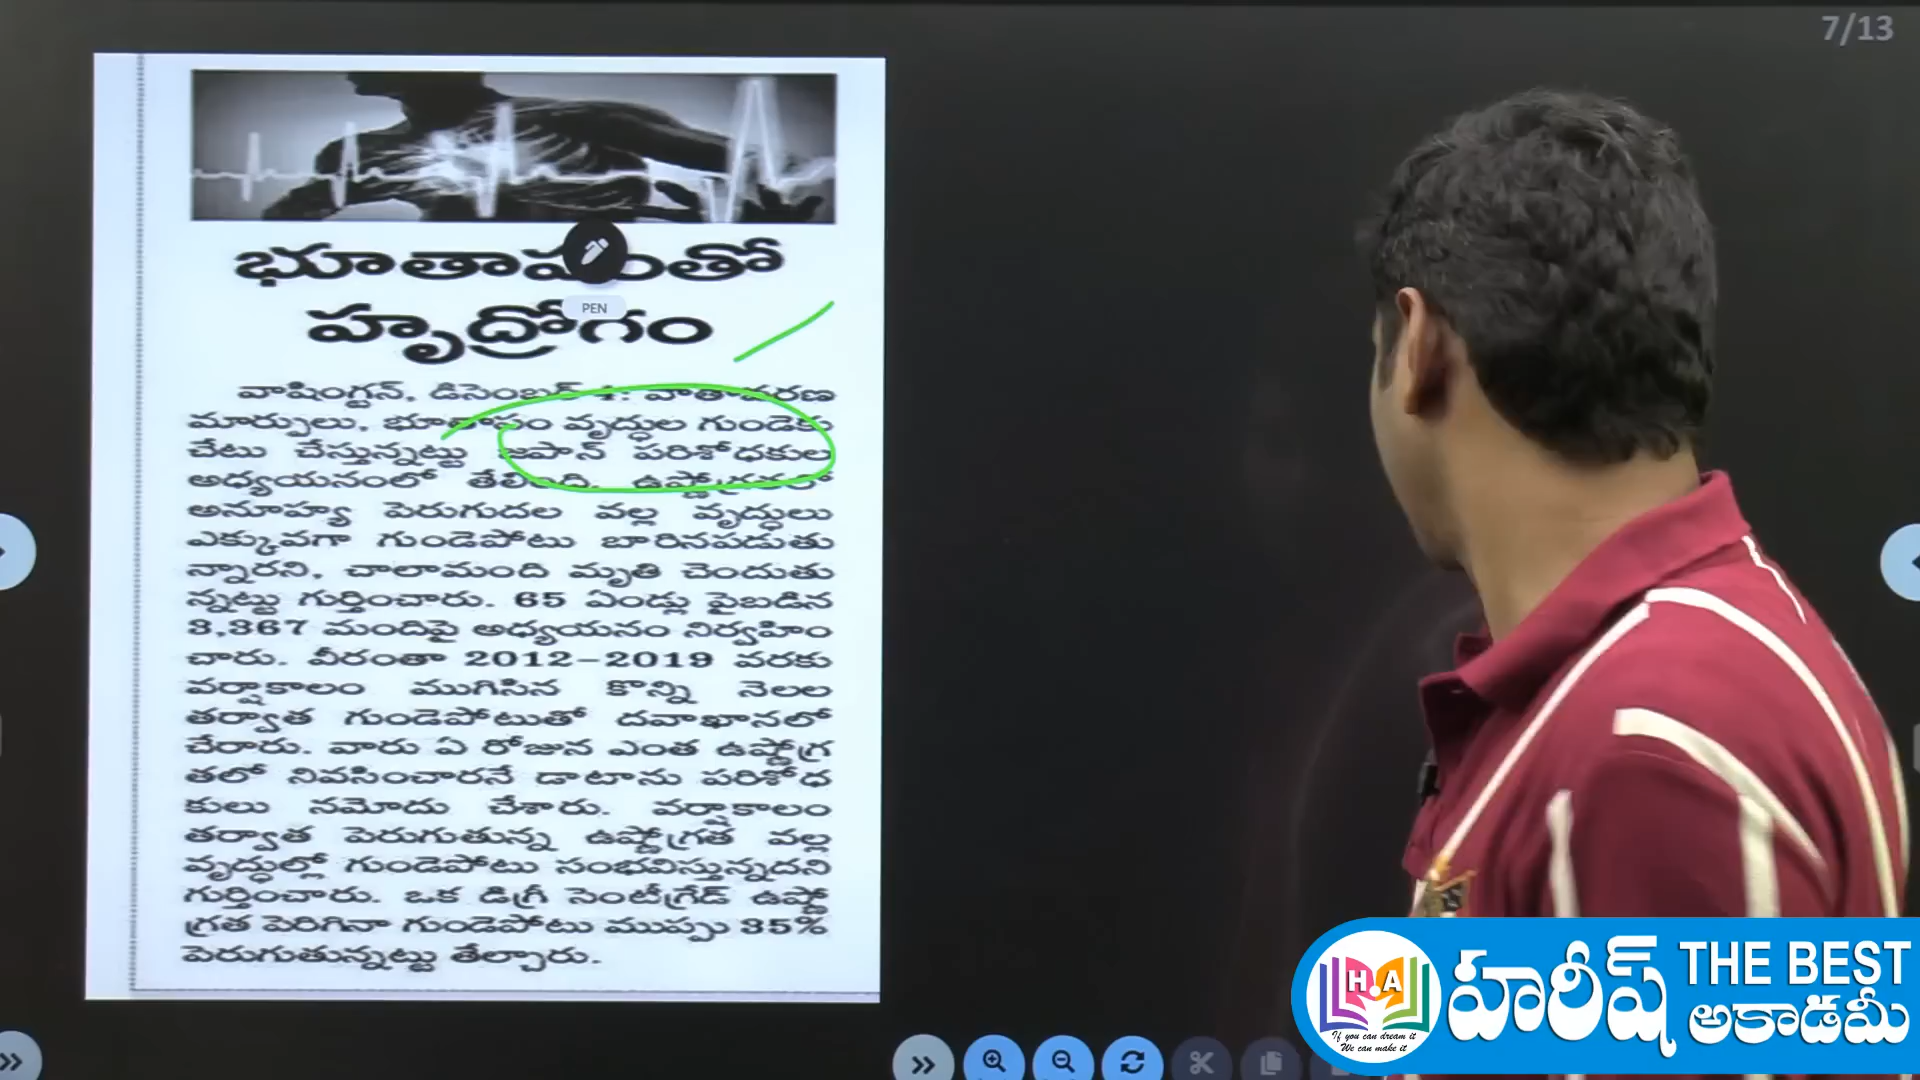 7/13
భూతాపంతో
PEN
హృద్రోగం
వాషింగ్టన్, డిసెంబర్ 4: వాతావరణ
మార్పులు, భూతాపం వృద్ధుల గుండెకు
చేటు చేస్తున్నట్టు జపాన్ పరిశోధకుల
అధ్యయనంలో తేలింది. ఉష్ణోగ్రతలో
అనూహ్య పెరుగుదల వల్ల వృద్ధులు
ఎక్కువగా గుండెపోటు బారినపడుతు
న్నారని, చాలామంది మృతి చెందుతు
న్నట్టు గుర్తించారు. 65 ఏండ్లు పైబడిన
3,367 మందిపై అధ్యయనం నిర్వహిం
చారు. వీరంతా 2012-2019 వరకు
వర్షాకాలం ముగిసిన కొన్ని నెలల
తర్వాత గుండెపోటుతో దవాఖానలో
చేరారు. వారు ఏ రోజున ఎంత ఉష్ణోగ్ర
తలో నివసించారనే డాటాను పరిశోధ
కులు నమోదు చేశారు. వర్షాకాలం
తర్వాత పెరుగుతున్న ఉష్ణోగ్రత వల్ల
వృద్ధుల్లో గుండెపోటు సంభవిస్తున్నదని
గుర్తించారు. ఒక డిగ్రీ సెంటీగ్రేడ్ ఉష్ణో
గ్రత పెరిగినా గుండెపోటు ముప్పు 35%
పెరుగుతున్నట్టు తేల్చారు.
H.A
If you can dream it
We can make it
హరీష్ THE BEST
అకాడమీ